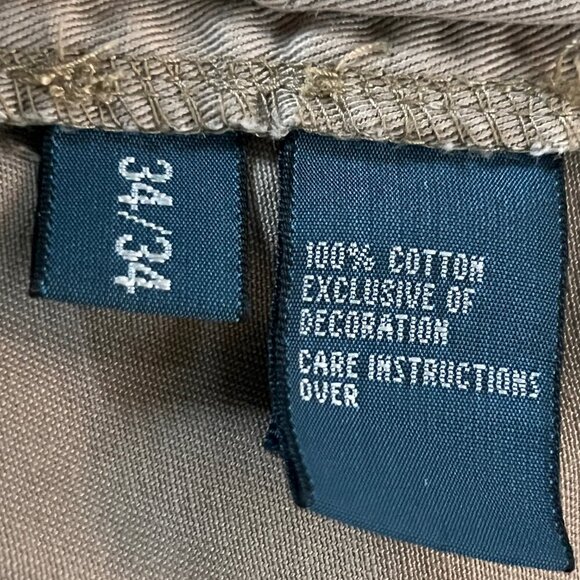 34/34
100% COTTON
EXCLUSIVE OF
DECORATION
CARE INSTRUCTIONS
OVER